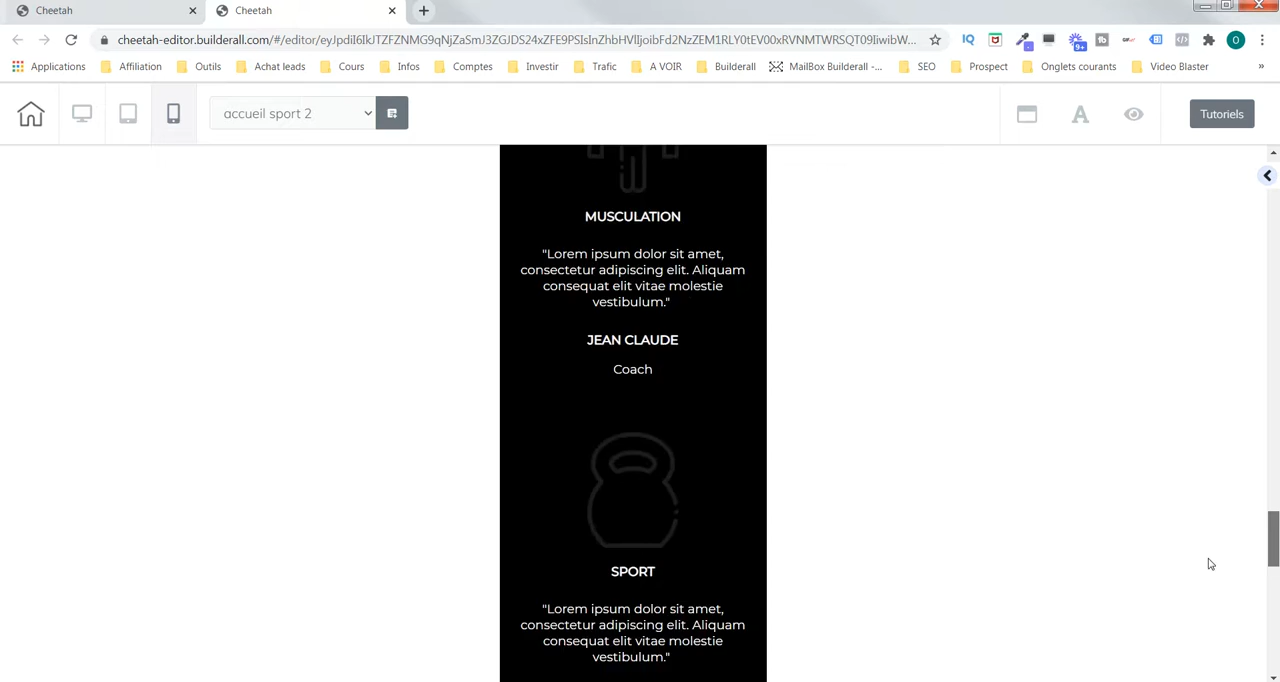 Cheetah
Cheetah
cheetah-editor.builderall.com/#/editor/eyJpdiI6IkJTZFZNMG9qNjZaSmJ3ZGJDS24xZFE9PSIsInZhbHVlIjoibFd2NzZEM1RLY0tEV00xRVNMTWRSQT09IiwibW...
Applications
Affiliation
Outils
Achat leads
Cours
Infos
Comptes
Investir
Trafic
A VOIR
Builderall
MailBox Builderall -...
SEO
Prospect
Onglets courants
Video Blaster
»
accueil sport 2
Tutoriels
MUSCULATION
"Lorem ipsum dolor sit amet,
consectetur adipiscing elit. Aliquam
consequat elit vitae molestie
vestibulum."
JEAN CLAUDE
Coach
SPORT
"Lorem ipsum dolor sit amet,
consectetur adipiscing elit. Aliquam
consequat elit vitae molestie
vestibulum."